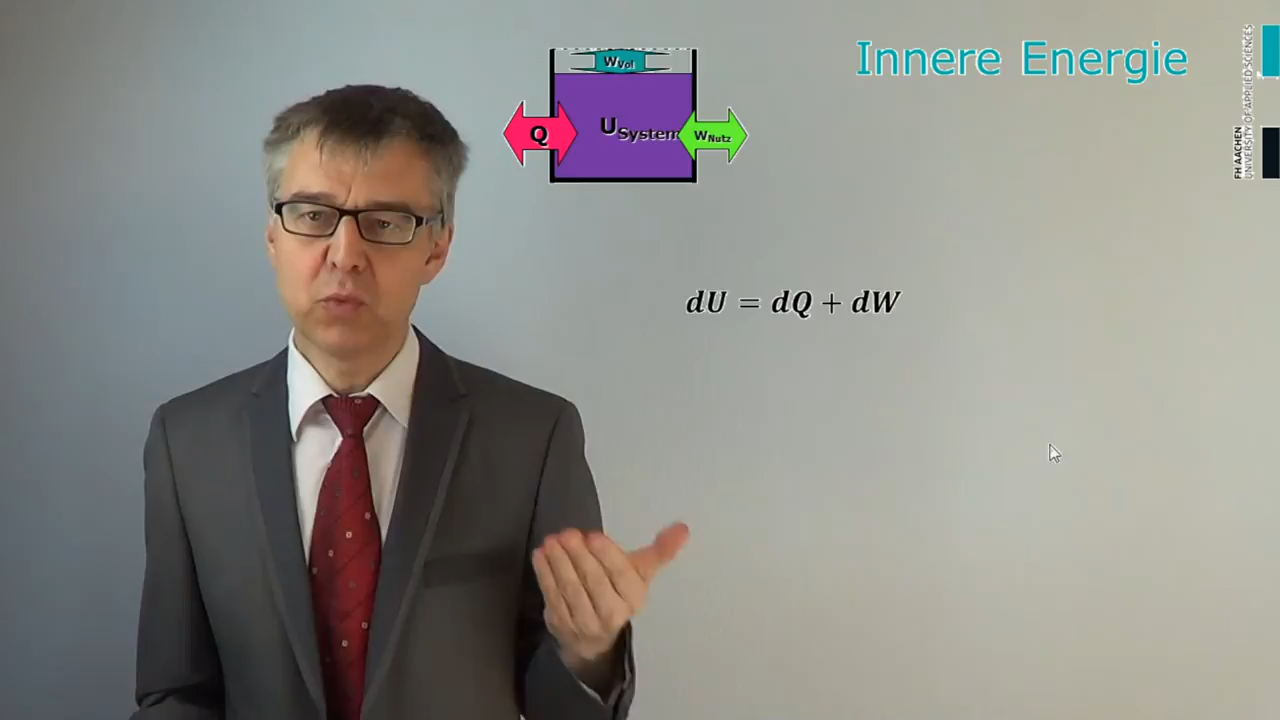 Innere Energie
W_Vol
Q
U_System
W_Nutz
dU = dQ + dW
FH AACHEN
UNIVERSITY OF APPLIED SCIENCES